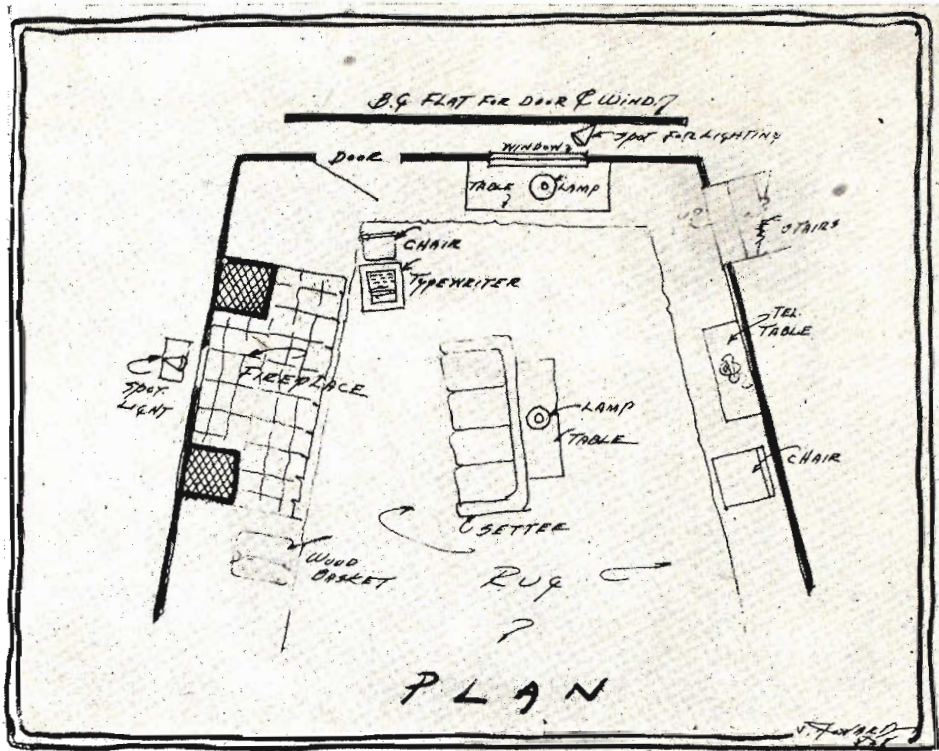 B.G FLAT FOR DOOR & WIND.
SPOT FOR LIGHTING
WINDOW
DOOR
TABLE
LAMP
STAIRS
CHAIR
TYPEWRITER
TEL.
TABLE
FIREPLACE
SPOT
LIGHT
LAMP
TABLE
CHAIR
SETTEE
WOOD
BASKET
RUG
PLAN